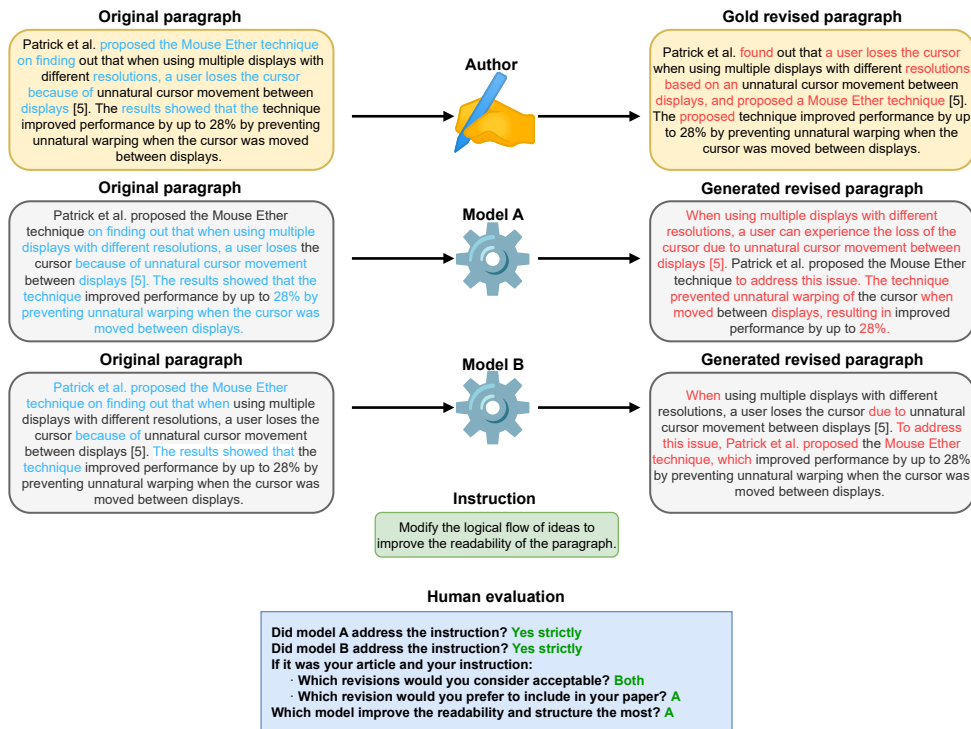 Original paragraph
Patrick et al. proposed the Mouse Ether technique
on finding out that when using multiple displays with
different resolutions, a user loses the cursor
because of unnatural cursor movement between
displays [5]. The results showed that the technique
improved performance by up to 28% by preventing
unnatural warping when the cursor was moved
between displays.
Author
Gold revised paragraph
Patrick et al. found out that a user loses the cursor
when using multiple displays with different resolutions
based on an unnatural cursor movement between
displays, and proposed a Mouse Ether technique [5].
The proposed technique improved performance by up
to 28% by preventing unnatural warping when the
cursor was moved between displays.
Original paragraph
Patrick et al. proposed the Mouse Ether
technique on finding out that when using multiple
displays with different resolutions, a user loses the
cursor because of unnatural cursor movement
between displays [5]. The results showed that the
technique improved performance by up to 28% by
preventing unnatural warping when the cursor was
moved between displays.
Model A
Generated revised paragraph
When using multiple displays with different
resolutions, a user can experience the loss of the
cursor due to unnatural cursor movement between
displays [5]. Patrick et al. proposed the Mouse Ether
technique to address this issue. The technique
prevented unnatural warping of the cursor when
moved between displays, resulting in improved
performance by up to 28%.
Original paragraph
Patrick et al. proposed the Mouse Ether
technique on finding out that when using multiple
displays with different resolutions, a user loses the
cursor because of unnatural cursor movement
between displays [5]. The results showed that the
technique improved performance by up to 28% by
preventing unnatural warping when the cursor was
moved between displays.
Model B
Generated revised paragraph
When using multiple displays with different
resolutions, a user loses the cursor due to unnatural
cursor movement between displays [5]. To address
this issue, Patrick et al. proposed the Mouse Ether
technique, which improved performance by up to 28%
by preventing unnatural warping when the cursor was
moved between displays.
Instruction
Modify the logical flow of ideas to
improve the readability of the paragraph.
Human evaluation
Did model A address the instruction? Yes strictly
Did model B address the instruction? Yes strictly
If it was your article and your instruction:
· Which revisions would you consider acceptable? Both
· Which revision would you prefer to include in your paper? A
Which model improve the readability and structure the most? A